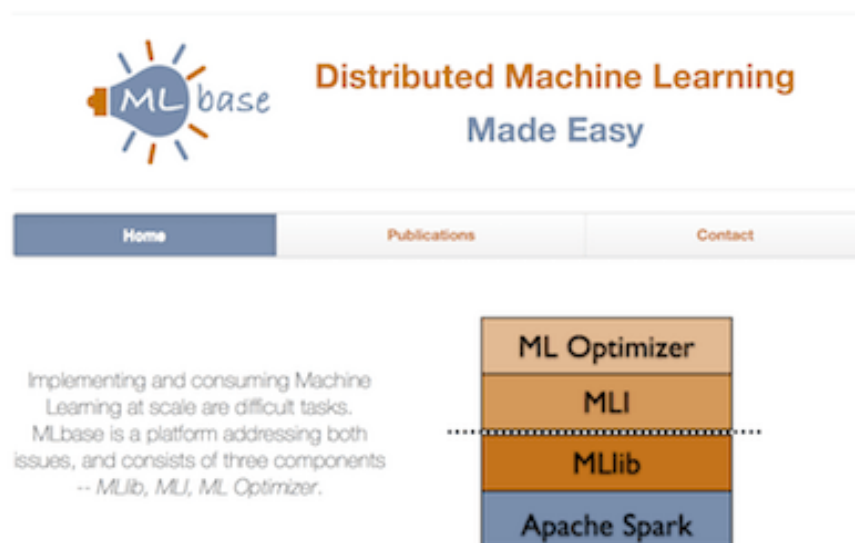 MLbase
Distributed Machine Learning
Made Easy
Home
Publications
Contact
Implementing and consuming Machine
Learning at scale are difficult tasks.
MLbase is a platform addressing both
issues, and consists of three components
-- MLlib, MLI, ML Optimizer.
ML Optimizer
MLI
MLlib
Apache Spark